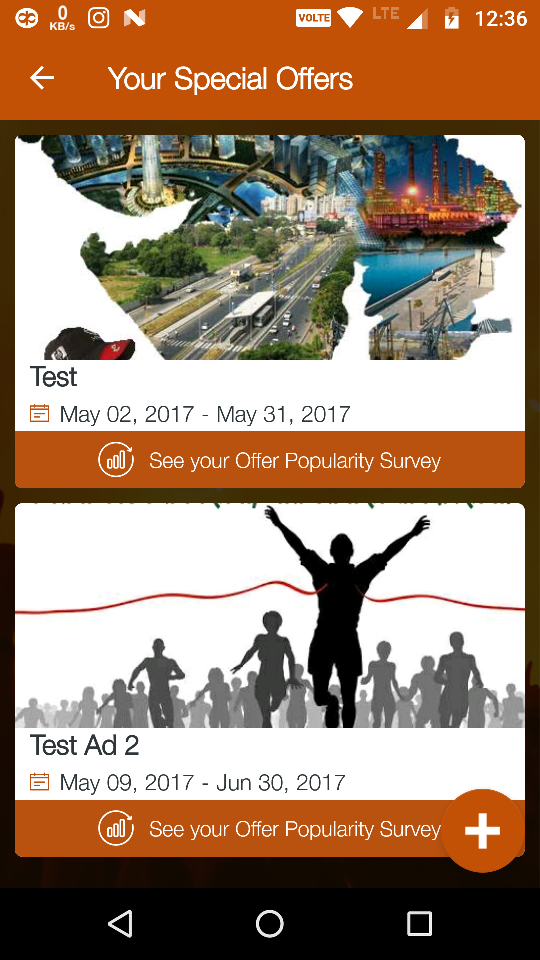 0
KB/s
VOLTE
LTE
12:36
Your Special Offers
Test
May 02, 2017 - May 31, 2017
See your Offer Popularity Survey
Test Ad 2
May 09, 2017 - Jun 30, 2017
See your Offer Popularity Survey